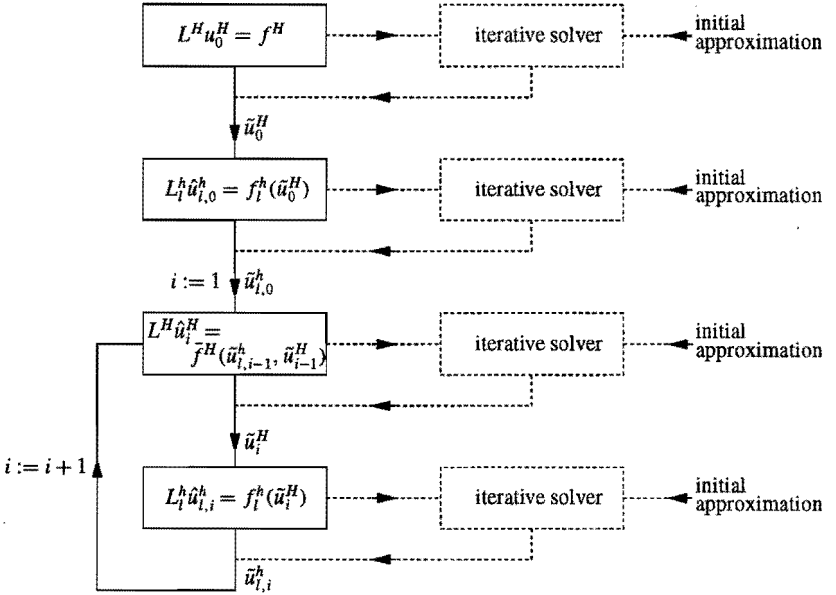 L^H u_0^H = f^H
iterative solver
initial
approximation
ũ_0^H
L_l^h û_{l,0}^h = f_l^h(ũ_0^H)
iterative solver
initial
approximation
i := 1
ũ_{l,0}^h
L^H û_i^H =
f̄^H(ũ_{l,i−1}^h, ũ_{i−1}^H)
iterative solver
initial
approximation
ũ_i^H
i := i + 1
L_l^h û_{l,i}^h = f_l^h(ũ_i^H)
iterative solver
initial
approximation
ũ_{l,i}^h